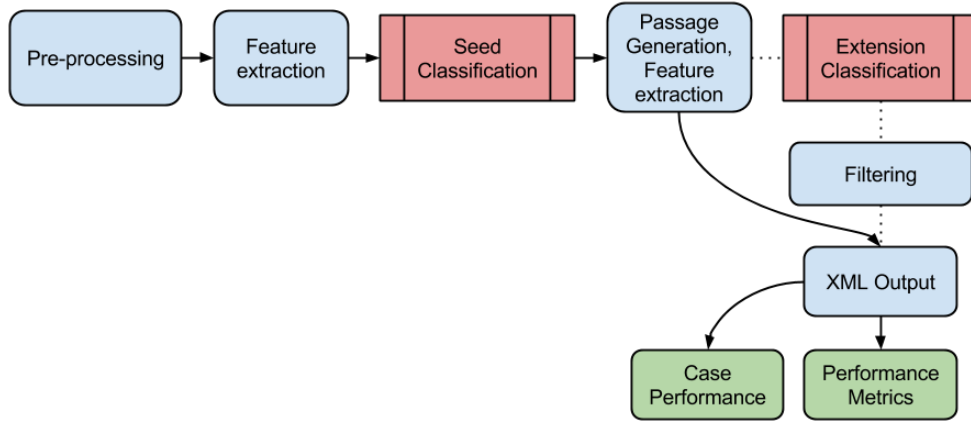 Pre-processing
Feature
extraction
Seed
Classification
Passage
Generation,
Feature
extraction
Extension
Classification
Filtering
XML Output
Case
Performance
Performance
Metrics